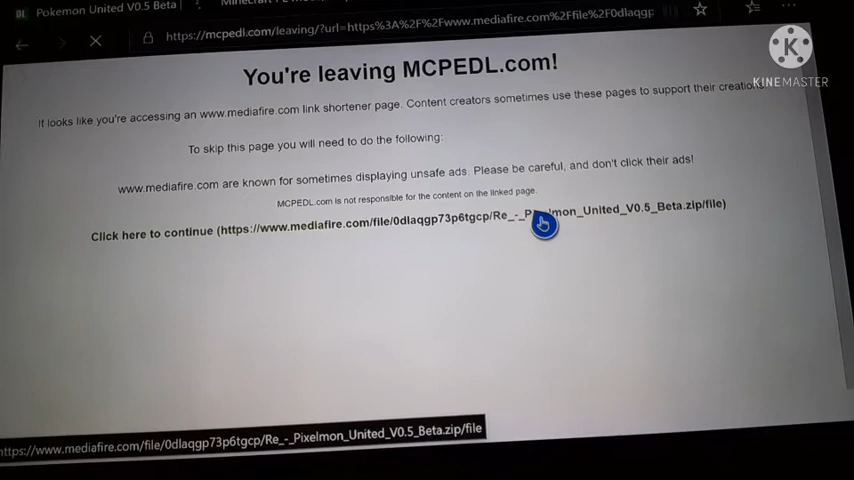 Pokemon United V0.5 Beta
https://mcpedl.com/leaving/?url=https%3A%2F%2Fwww.mediafire.com%2Ffile%2F0dlaqgp
K
KINEMASTER
You're leaving MCPEDL.com!
It looks like you're accessing an www.mediafire.com link shortener page. Content creators sometimes use these pages to support their creations.
To skip this page you will need to do the following:
www.mediafire.com are known for sometimes displaying unsafe ads. Please be careful, and don't click their ads!
MCPEDL.com is not responsible for the content on the linked page.
Click here to continue (https://www.mediafire.com/file/0dlaqgp73p6tgcp/Re_-_Pixelmon_United_V0.5_Beta.zip/file)
https://www.mediafire.com/file/0dlaqgp73p6tgcp/Re_-_Pixelmon_United_V0.5_Beta.zip/file